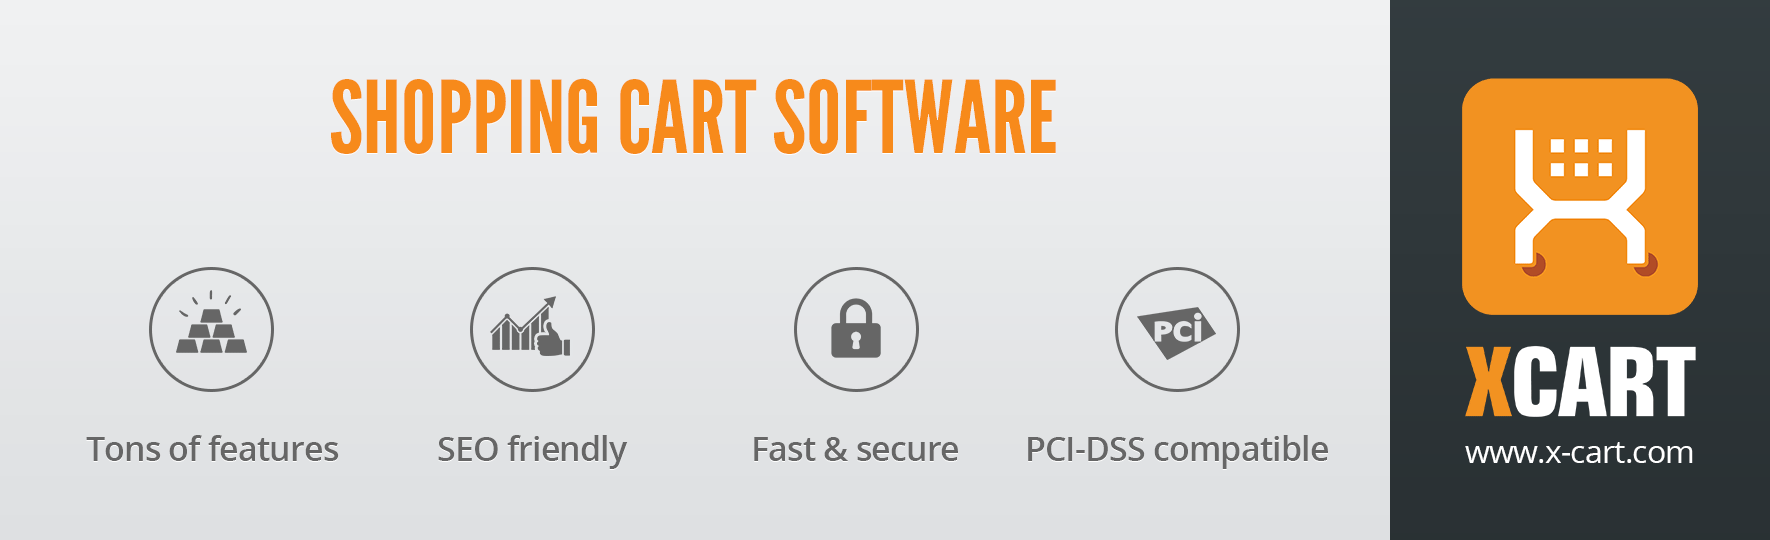 SHOPPING CART SOFTWARE
PCi
Tons of features
SEO friendly
Fast & secure
PCI-DSS compatible
XCART
www.x-cart.com